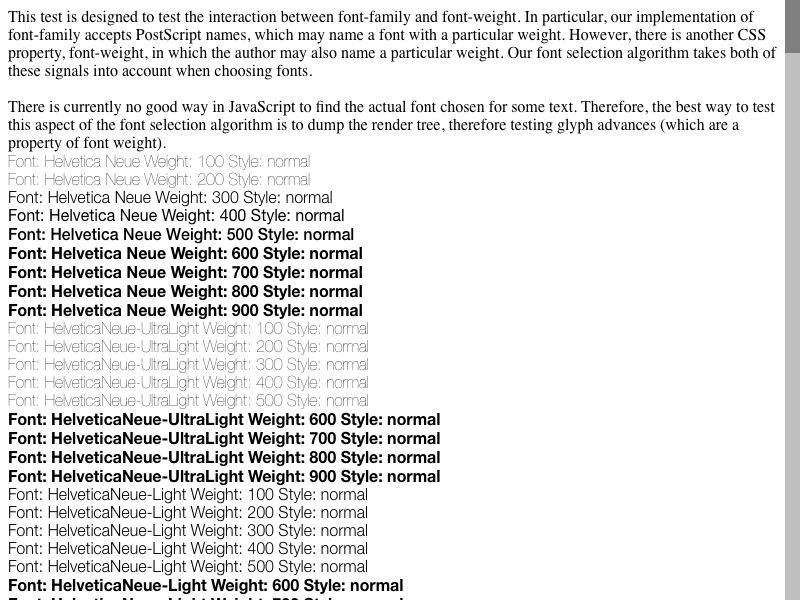 This test is designed to test the interaction between font-family and font-weight. In particular, our implementation of
font-family accepts PostScript names, which may name a font with a particular weight. However, there is another CSS
property, font-weight, in which the author may also name a particular weight. Our font selection algorithm takes both of
these signals into account when choosing fonts.
There is currently no good way in JavaScript to find the actual font chosen for some text. Therefore, the best way to test
this aspect of the font selection algorithm is to dump the render tree, therefore testing glyph advances (which are a
property of font weight).
Font: Helvetica Neue Weight: 100 Style: normal
Font: Helvetica Neue Weight: 200 Style: normal
Font: Helvetica Neue Weight: 300 Style: normal
Font: Helvetica Neue Weight: 400 Style: normal
Font: Helvetica Neue Weight: 500 Style: normal
Font: Helvetica Neue Weight: 600 Style: normal
Font: Helvetica Neue Weight: 700 Style: normal
Font: Helvetica Neue Weight: 800 Style: normal
Font: Helvetica Neue Weight: 900 Style: normal
Font: HelveticaNeue-UltraLight Weight: 100 Style: normal
Font: HelveticaNeue-UltraLight Weight: 200 Style: normal
Font: HelveticaNeue-UltraLight Weight: 300 Style: normal
Font: HelveticaNeue-UltraLight Weight: 400 Style: normal
Font: HelveticaNeue-UltraLight Weight: 500 Style: normal
Font: HelveticaNeue-UltraLight Weight: 600 Style: normal
Font: HelveticaNeue-UltraLight Weight: 700 Style: normal
Font: HelveticaNeue-UltraLight Weight: 800 Style: normal
Font: HelveticaNeue-UltraLight Weight: 900 Style: normal
Font: HelveticaNeue-Light Weight: 100 Style: normal
Font: HelveticaNeue-Light Weight: 200 Style: normal
Font: HelveticaNeue-Light Weight: 300 Style: normal
Font: HelveticaNeue-Light Weight: 400 Style: normal
Font: HelveticaNeue-Light Weight: 500 Style: normal
Font: HelveticaNeue-Light Weight: 600 Style: normal